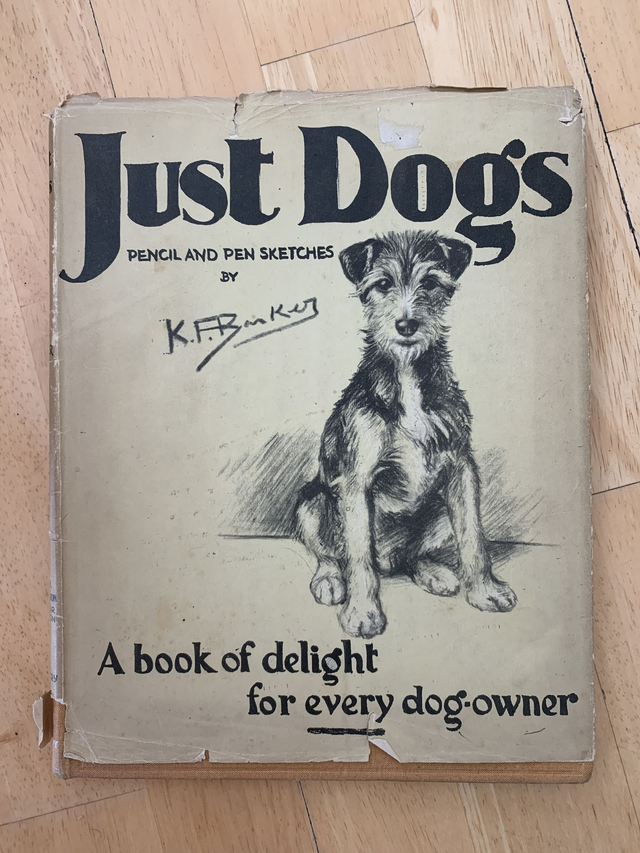 Just Dogs
PENCIL AND PEN SKETCHES
BY
K.F. Barker
A book of delight
for every dog-owner